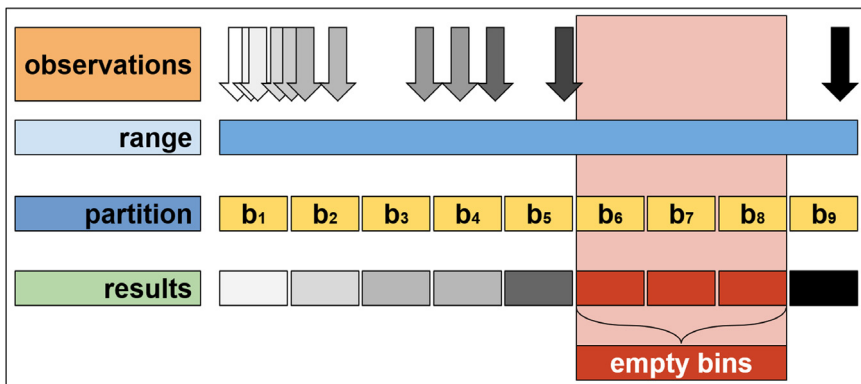 observations
range
partition b₁ b₂ b₃ b₄ b₅ b₆ b₇ b₈ b₉
results
empty bins